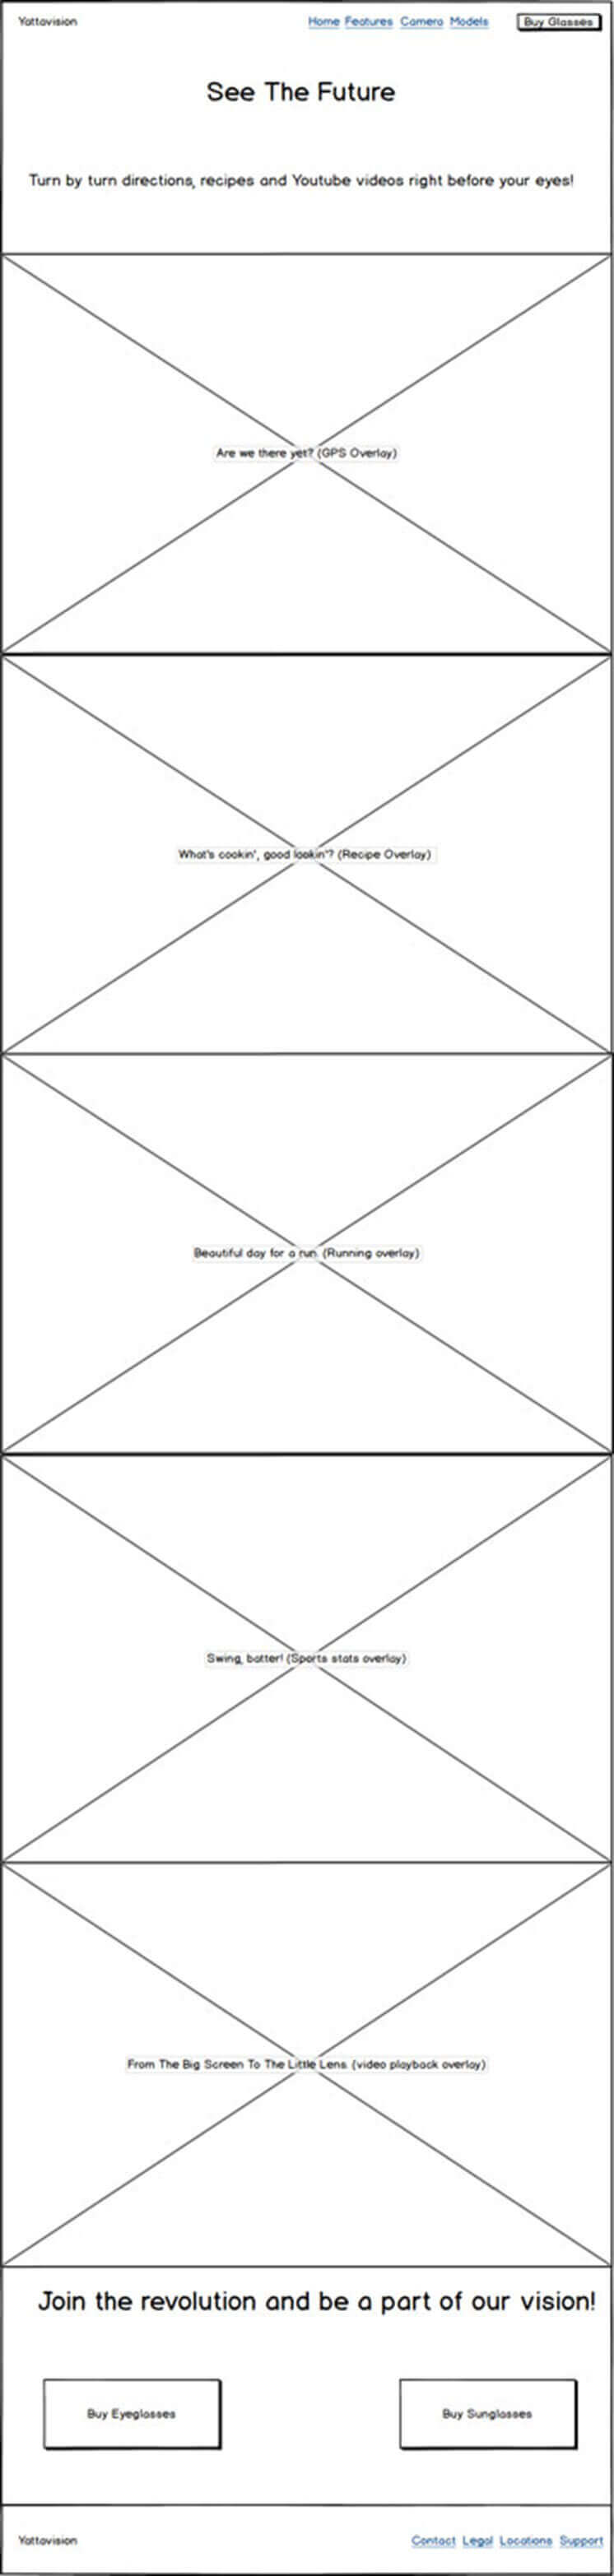 Yattavision Home Features Camera Models Buy Glasses
See The Future
Turn by turn directions, recipes and Youtube videos right before your eyes!
Are we there yet? (GPS Overlay)
What's cookin', good lookin'? (Recipe Overlay)
Beautiful day for a run. (Running overlay)
Swing, batter! (Sports stats overlay)
From The Big Screen To The Little Lens. (video playback overlay)
Join the revolution and be a part of our vision!
Buy Eyeglasses Buy Sunglasses
Yattavision Contact Legal Locations Support